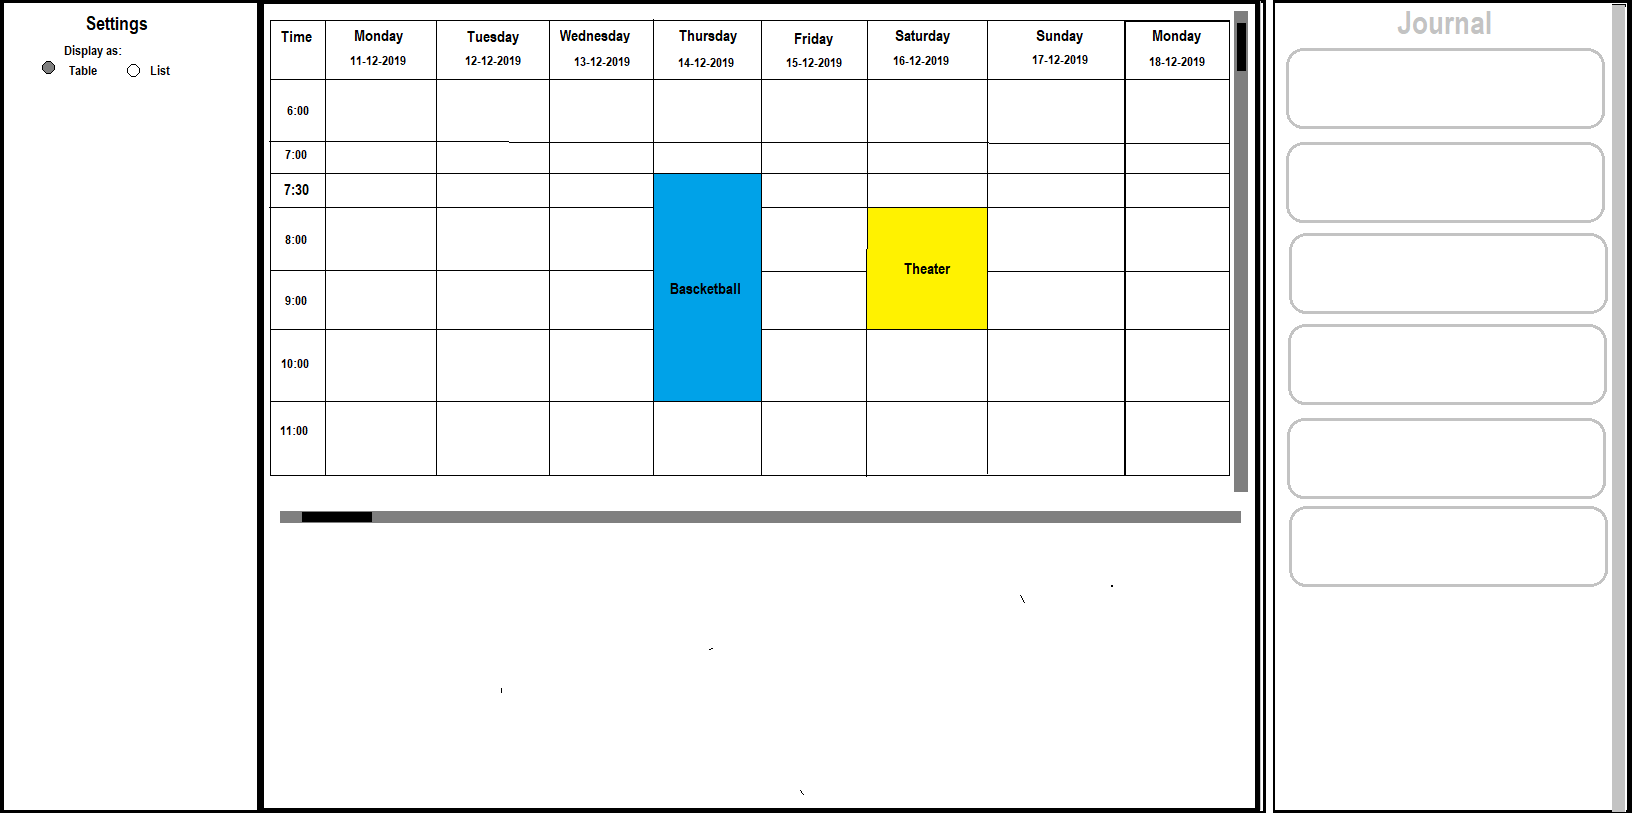 Settings
Display as:
Table
List
Time
Monday
11-12-2019
Tuesday
12-12-2019
Wednesday
13-12-2019
Thursday
14-12-2019
Friday
15-12-2019
Saturday
16-12-2019
Sunday
17-12-2019
Monday
18-12-2019
6:00
7:00
7:30
8:00
9:00
10:00
11:00
Bascketball
Theater
Journal